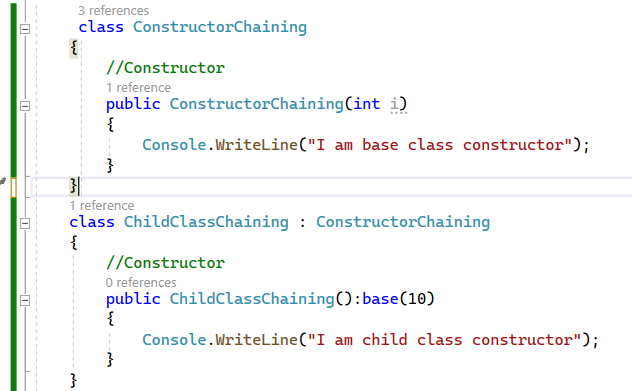 3 references
class ConstructorChaining
{
//Constructor
1 reference
public ConstructorChaining(int i)
{
Console.WriteLine("I am base class constructor");
}
}
1 reference
class ChildClassChaining : ConstructorChaining
{
//Constructor
0 references
public ChildClassChaining():base(10)
{
Console.WriteLine("I am child class constructor");
}
}